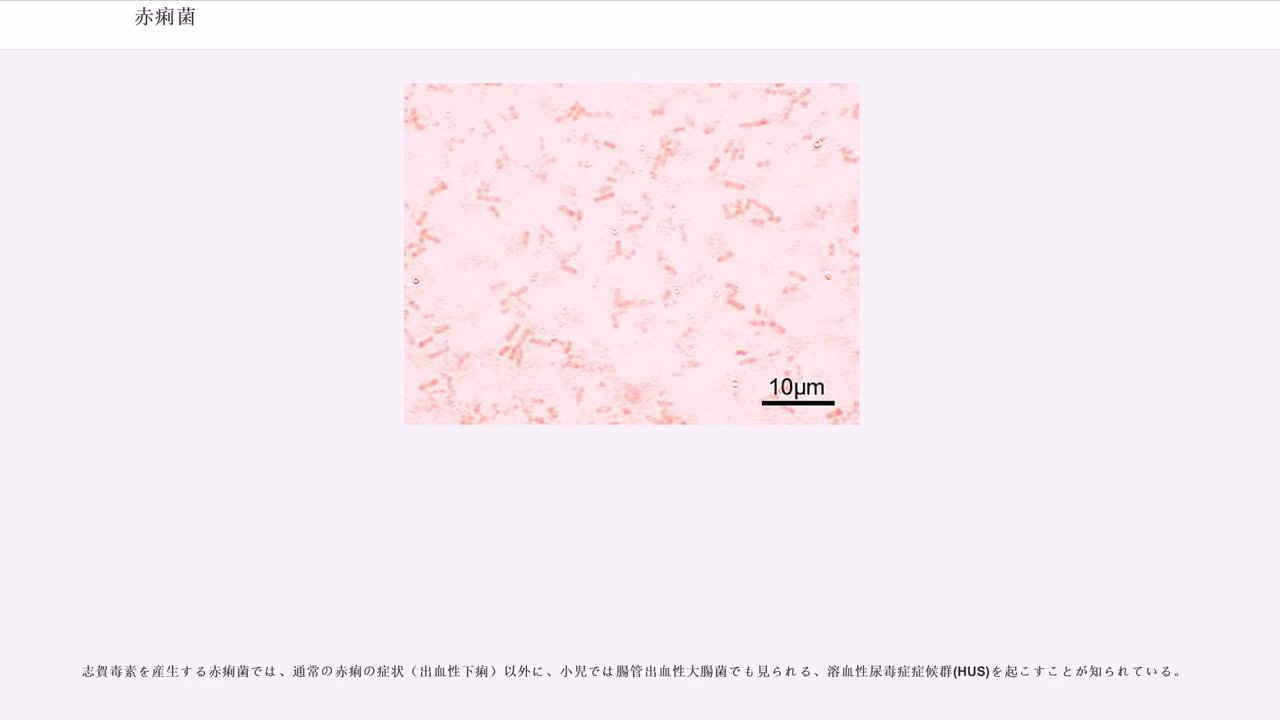 赤痢菌
10μm
志賀毒素を産生する赤痢菌では、通常の赤痢の症状（出血性下痢）以外に、小児では腸管出血性大腸菌でも見られる、溶血性尿毒症症候群(HUS)を起こすことが知られている。